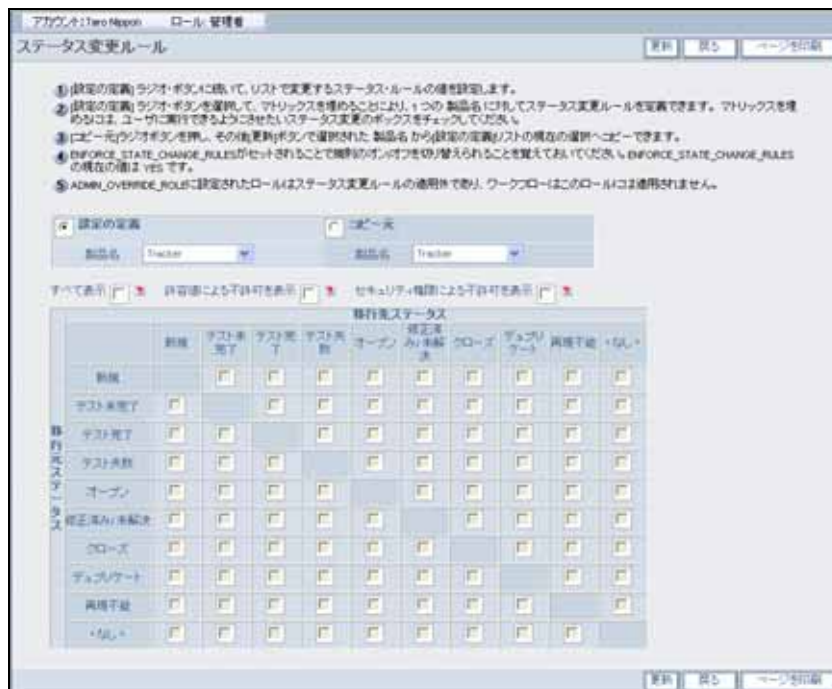 アカウント: Taro Nippon ロール: 管理者
ステータス変更ルール 更新 戻る ページを印刷
① [設定の定義] ラジオ・ボタンに続いて、リストで変更するステータス・ルールの値を設定します。
② [設定の定義] ラジオ・ボタンを選択して、マトリックスを埋めることにより、1 つの 製品名 に対してステータス変更ルールを定義できます。マトリックスを埋
めるには、ユーザに実行できるようにさせたいステータス変更のボックスをチェックしてください。
③ [コピー元]ラジオボタンを押し、その後[更新]ボタンで選択された 製品名 から[設定の定義]リストの現在の選択へコピーできます。
④ ENFORCE_STATE_CHANGE_RULESがセットされることで規則のオン/オフを切り替えられることを覚えておいてください。ENFORCE_STATE_CHANGE_RULES
の現在の値は YES です。
⑤ ADMIN_OVERRIDE_ROLEに設定されたロールはステータス変更ルールの適用外であり、ワークフローはこのロールには適用されません。
設定の定義 コピー元
製品名 Tracker 製品名 Tracker
すべて表示 許容値による不許可を表示 セキュリティ権限による不許可を表示
移行先ステータス
新規 テスト未完了 テスト完了 テスト失敗 オープン 修正済み/未解決 クローズ デュプリケート 再現不能 <なし>
移行元ステータス
新規
テスト未完了
テスト完了
テスト失敗
オープン
修正済み/未解決
クローズ
デュプリケート
再現不能
<なし>
更新 戻る ページを印刷